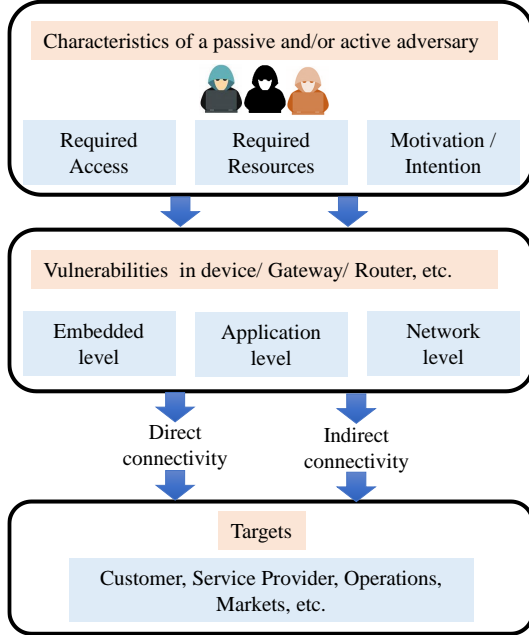 Characteristics of a passive and/or active adversary
Required
Access
Required
Resources
Motivation /
Intention
Vulnerabilities in device/ Gateway/ Router, etc.
Embedded
level
Application
level
Network
level
Direct
connectivity
Indirect
connectivity
Targets
Customer, Service Provider, Operations,
Markets, etc.